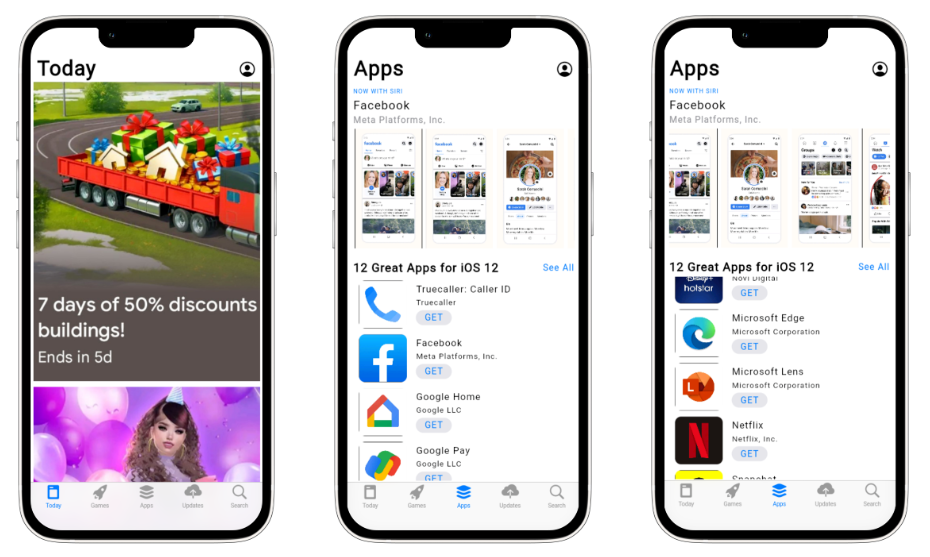 Today
7 days of 50% discounts
buildings!
Ends in 5d
Today
Games
Apps
Updates
Search
Apps
NOW WITH SIRI
Facebook
Meta Platforms, Inc.
facebook
12 Great Apps for iOS 12
See All
Truecaller: Caller ID
Truecaller
GET
Facebook
Meta Platforms, Inc.
GET
Google Home
Google LLC
GET
Google Pay
Google LLC
GET
Today
Games
Apps
Updates
Search
Apps
NOW WITH SIRI
Facebook
Meta Platforms, Inc.
12 Great Apps for iOS 12
See All
hotstar
Novi Digital
GET
Microsoft Edge
Microsoft Corporation
GET
Microsoft Lens
Microsoft Corporation
GET
Netflix
Netflix, Inc.
GET
Snapchat
Today
Games
Apps
Updates
Search